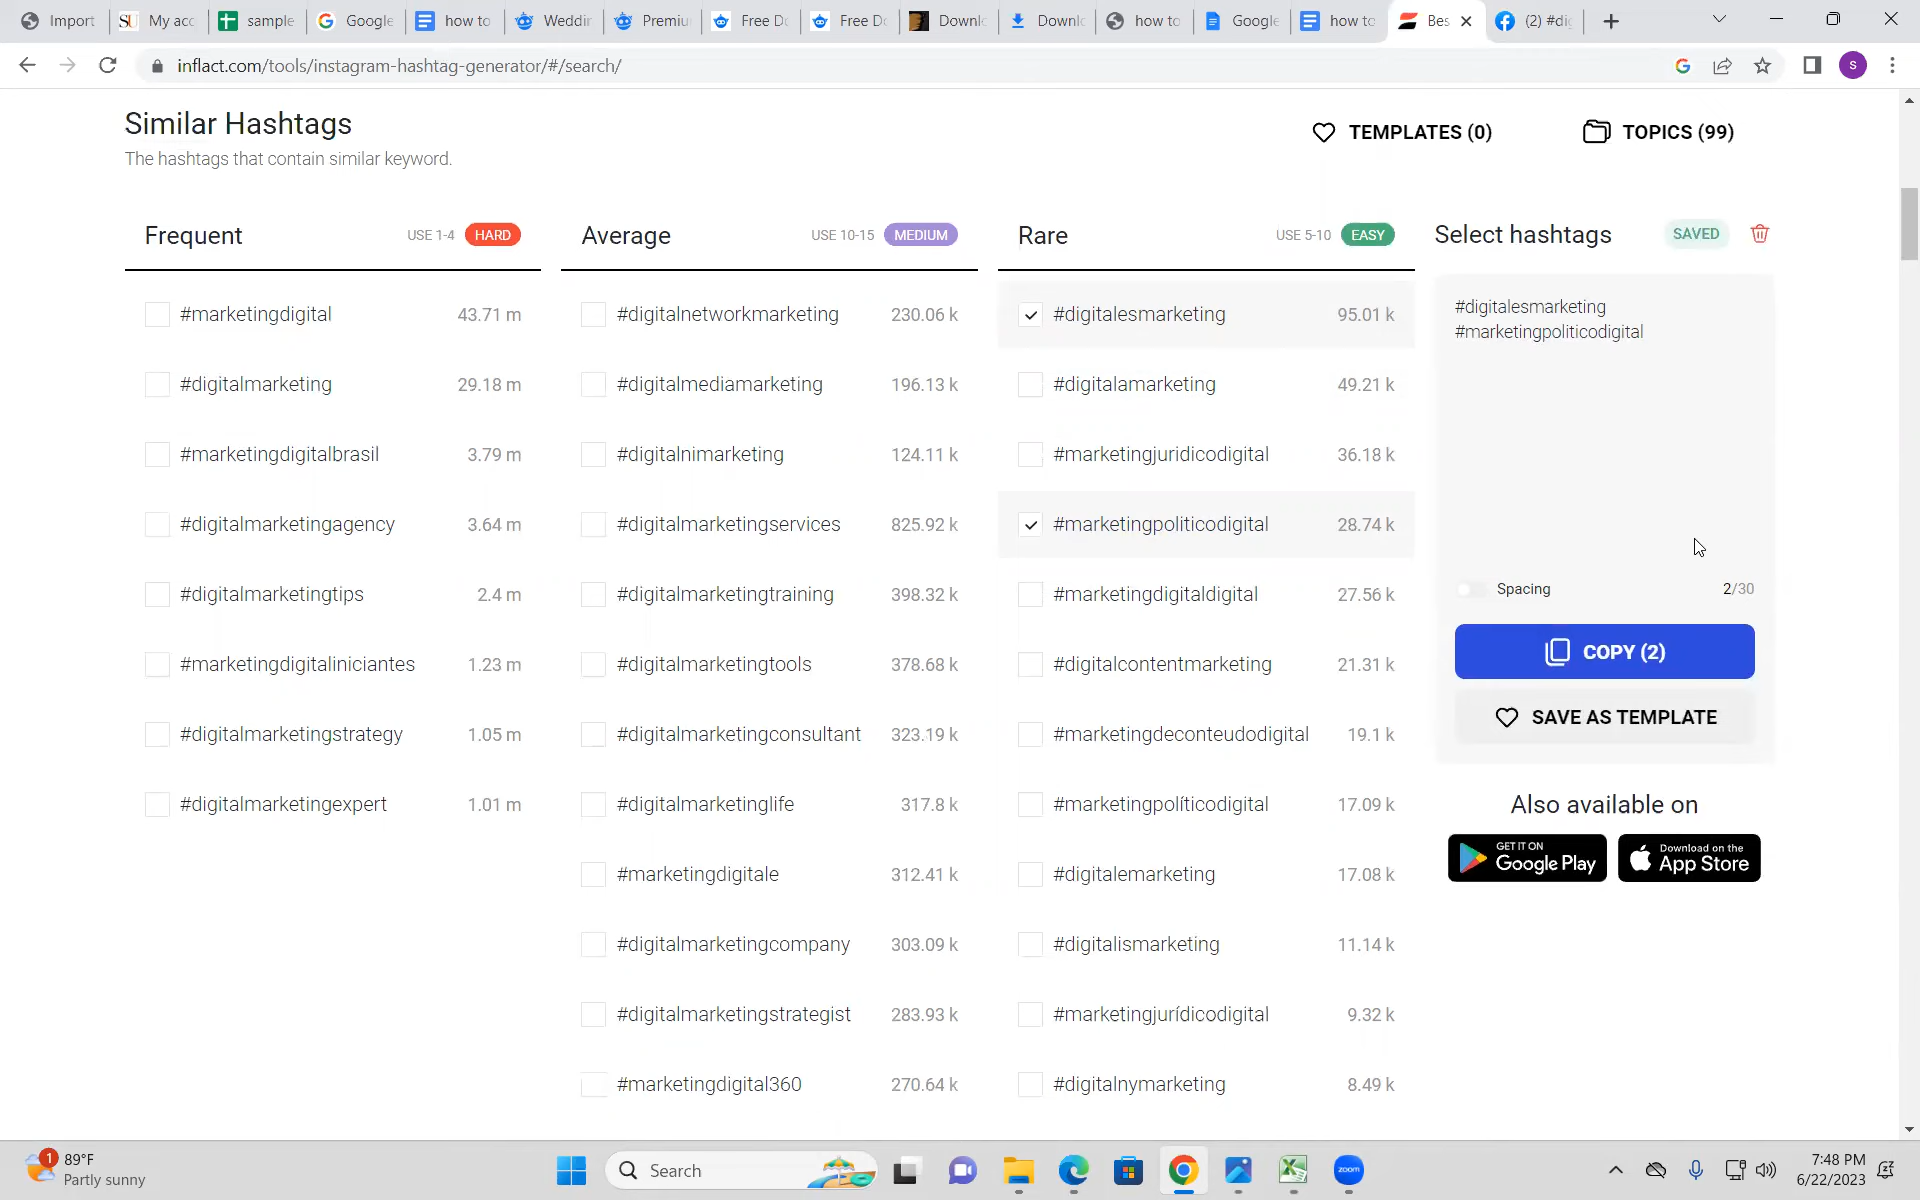 Import
SU My acc
sample
Google
how to
Weddin
Premiu
Free Do
Free Do
Downlo
Downlo
how to
Google
how to
Bes
(2) #dig
inflact.com/tools/instagram-hashtag-generator/#/search/
S
Similar Hashtags
The hashtags that contain similar keyword.
TEMPLATES (0)
TOPICS (99)
Frequent USE 1-4 HARD
#marketingdigital 43.71 m
#digitalmarketing 29.18 m
#marketingdigitalbrasil 3.79 m
#digitalmarketingagency 3.64 m
#digitalmarketingtips 2.4 m
#marketingdigitaliniciantes 1.23 m
#digitalmarketingstrategy 1.05 m
#digitalmarketingexpert 1.01 m
Average USE 10-15 MEDIUM
#digitalnetworkmarketing 230.06 k
#digitalmediamarketing 196.13 k
#digitalnimarketing 124.11 k
#digitalmarketingservices 825.92 k
#digitalmarketingtraining 398.32 k
#digitalmarketingtools 378.68 k
#digitalmarketingconsultant 323.19 k
#digitalmarketinglife 317.8 k
#marketingdigitale 312.41 k
#digitalmarketingcompany 303.09 k
#digitalmarketingstrategist 283.93 k
#marketingdigital360 270.64 k
Rare USE 5-10 EASY
#digitalesmarketing 95.01 k
#digitalamarketing 49.21 k
#marketingjuridicodigital 36.18 k
#marketingpoliticodigital 28.74 k
#marketingdigitaldigital 27.56 k
#digitalcontentmarketing 21.31 k
#marketingdeconteudodigital 19.1 k
#marketingpolíticodigital 17.09 k
#digitalemarketing 17.08 k
#digitalismarketing 11.14 k
#marketingjurídicodigital 9.32 k
#digitalnymarketing 8.49 k
Select hashtags SAVED
#digitalesmarketing
#marketingpoliticodigital
Spacing 2/30
COPY (2)
SAVE AS TEMPLATE
Also available on
GET IT ON
Google Play
Download on the
App Store
1
89°F
Partly sunny
Search
zoom
7:48 PM
6/22/2023